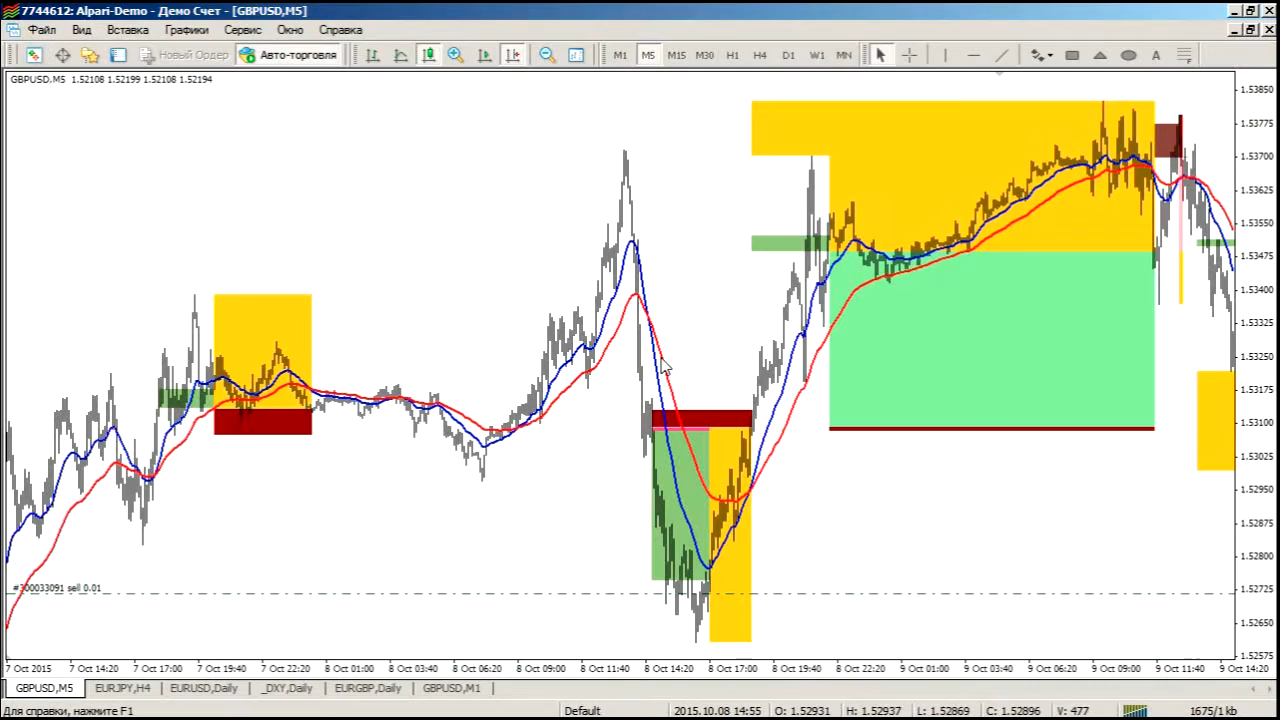 7744612: Alpari-Demo - Демо Счет - [GBPUSD,M5]
Файл Вид Вставка Графики Сервис Окно Справка
Новый Ордер Авто-торговля M1 M5 M15 M30 H1 H4 D1 W1 MN A
GBPUSD,M5 1.52108 1.52199 1.52108 1.52194
1.53850
1.53775
1.53700
1.53625
1.53550
1.53475
1.53400
1.53325
1.53250
1.53175
1.53100
1.53025
1.52950
1.52875
1.52800
1.52725
1.52650
1.52575
#300033091 sell 0.01
7 Oct 2015 7 Oct 14:20 7 Oct 17:00 7 Oct 19:40 7 Oct 22:20 8 Oct 01:00 8 Oct 03:40 8 Oct 06:20 8 Oct 09:00 8 Oct 11:40 8 Oct 14:20 8 Oct 17:00 8 Oct 19:40 8 Oct 22:20 9 Oct 01:00 9 Oct 03:40 9 Oct 06:20 9 Oct 09:00 9 Oct 11:40 9 Oct 14:20
GBPUSD,M5 EURJPY,H4 EURUSD,Daily _DXY,Daily EURGBP,Daily GBPUSD,M1
Для справки, нажмите F1 Default 2015.10.08 14:55 O: 1.52931 H: 1.52937 L: 1.52869 C: 1.52896 V: 477 1675/1 kb